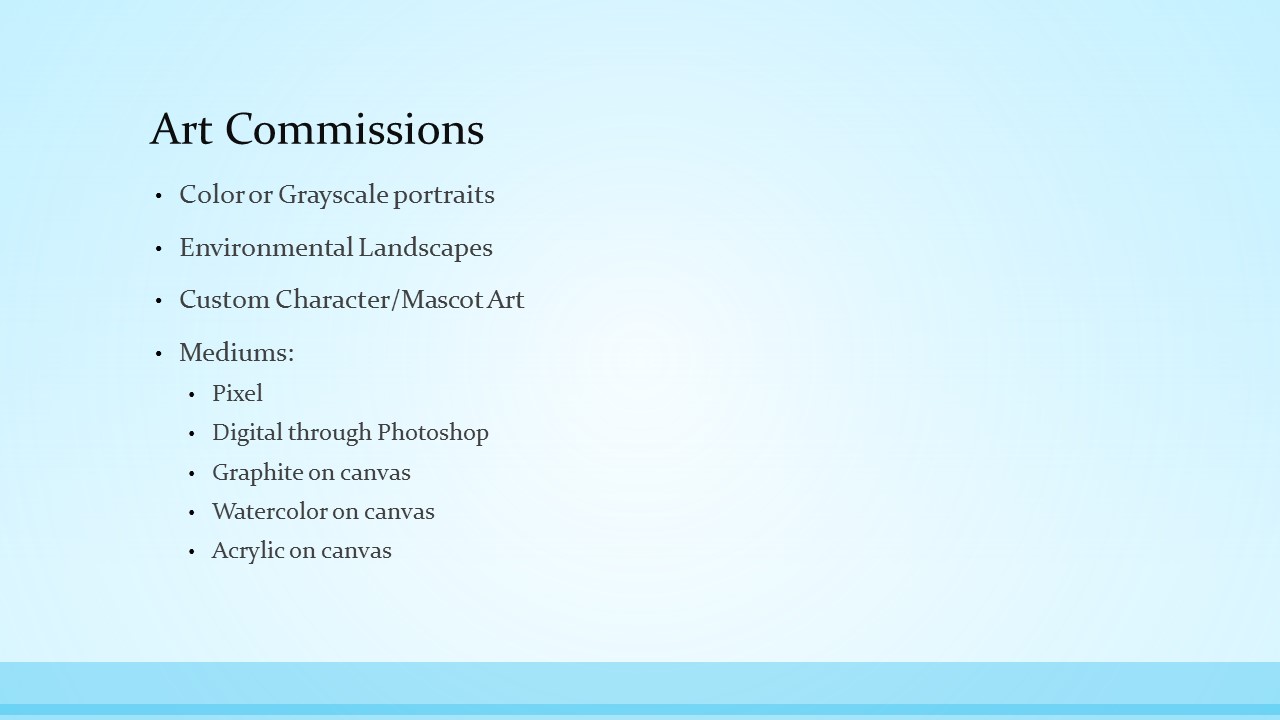 Art Commissions
• Color or Grayscale portraits
• Environmental Landscapes
• Custom Character/Mascot Art
• Mediums:
• Pixel
• Digital through Photoshop
• Graphite on canvas
• Watercolor on canvas
• Acrylic on canvas